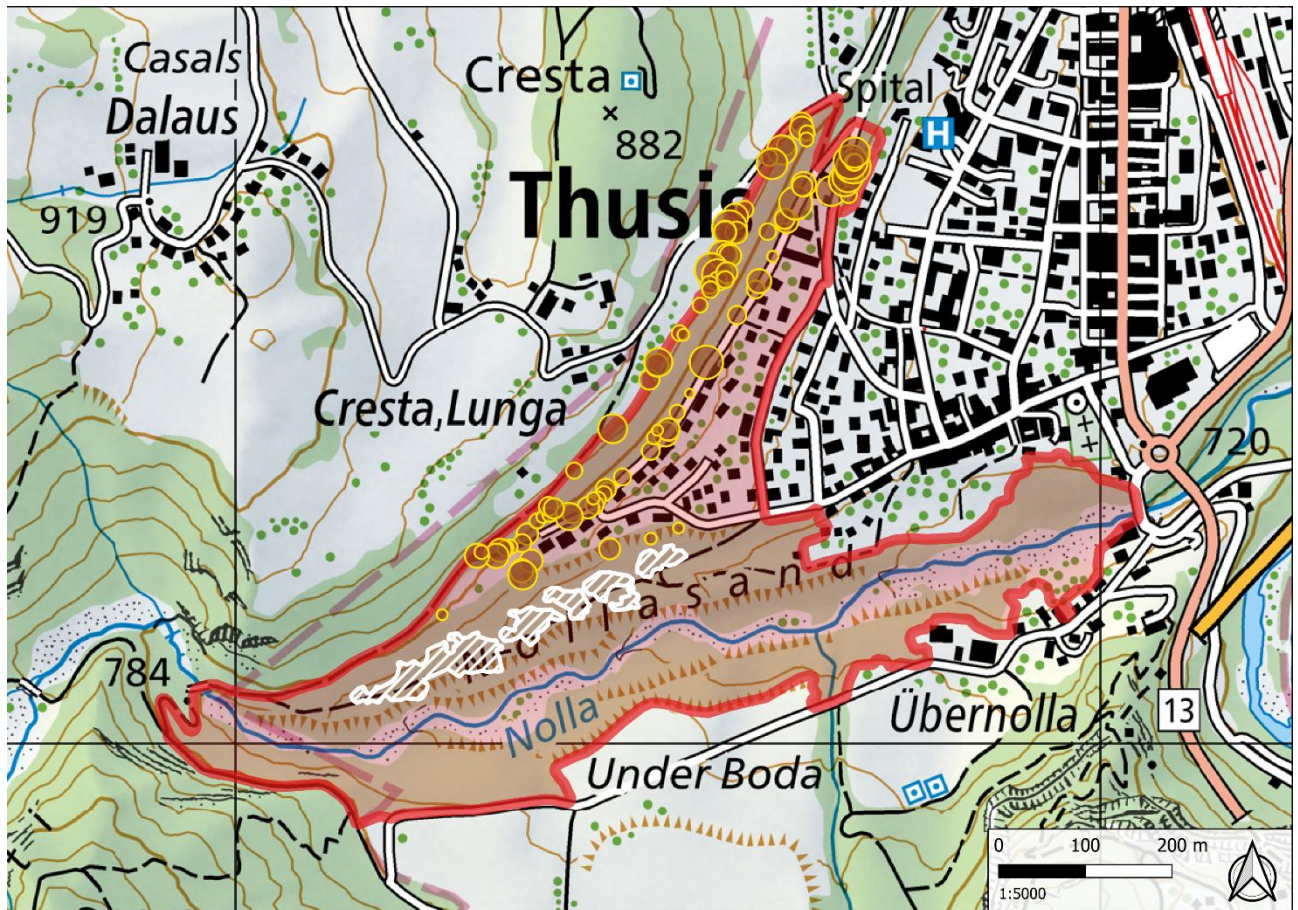 Casals
Dalaus
Cresta
882
Spital
H
919
Thusis
Cresta,Lunga
720
Nollasand
784
Nolla
Übernolla
13
Under Boda
0 100 200 m
1:5000